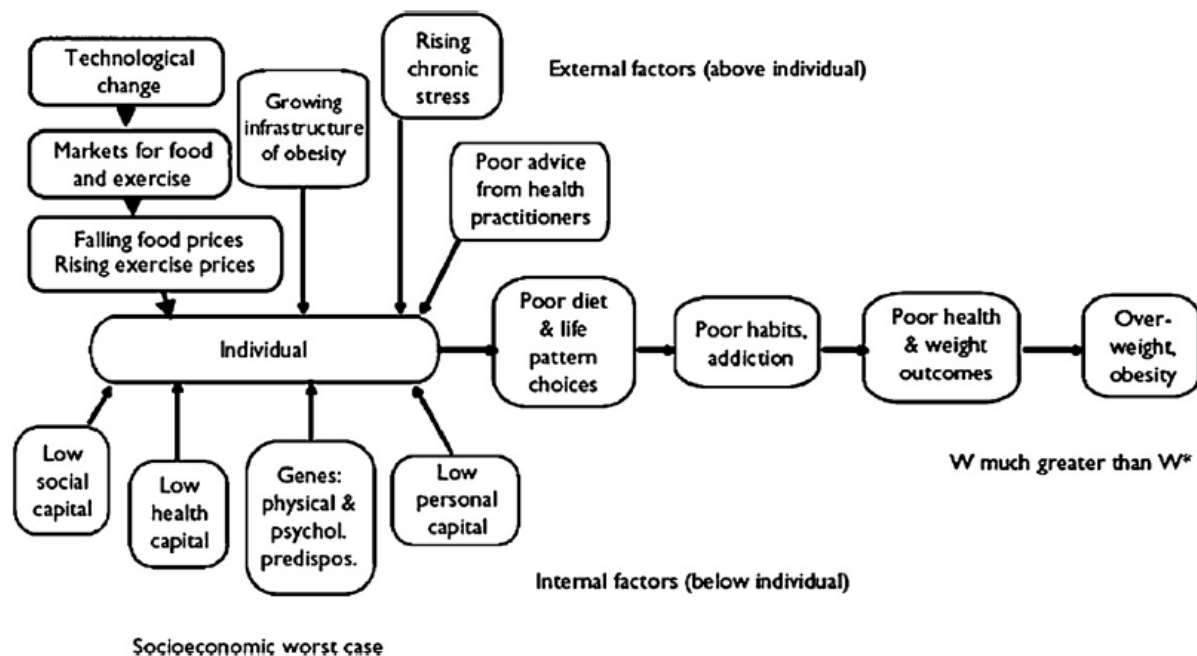 Technological
change
Markets for food
and exercise
Falling food prices
Rising exercise prices
Growing
infrastructure
of obesity
Rising
chronic
stress
External factors (above individual)
Poor advice
from health
practitioners
Individual
Poor diet
& life
pattern
choices
Poor habits,
addiction
Poor health
& weight
outcomes
Over-
weight,
obesity
Low
social
capital
Low
health
capital
Genes:
physical &
psychol.
predispos.
Low
personal
capital
W much greater than W*
Internal factors (below individual)
Socioeconomic worst case